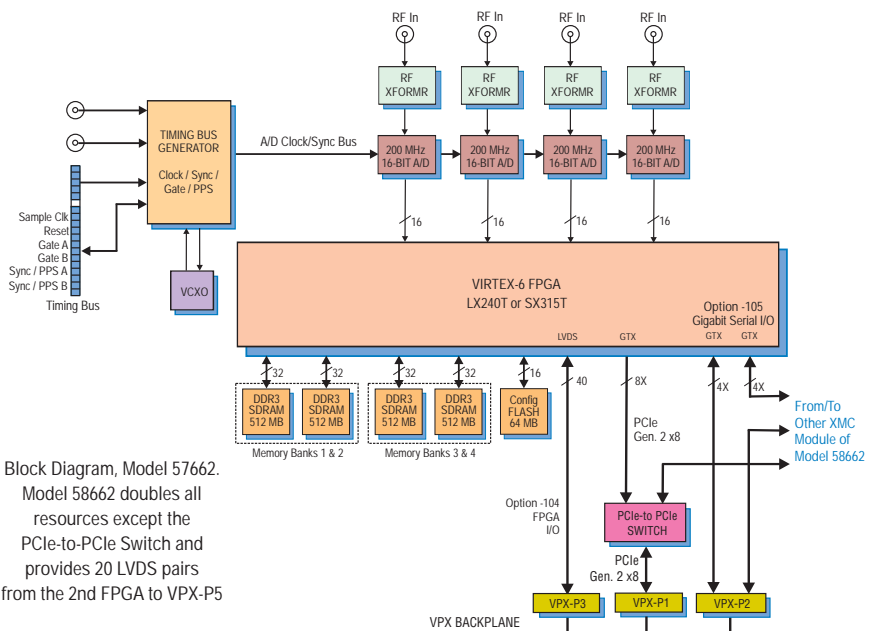 RF In
RF In
RF In
RF In
RF
XFORMR
RF
XFORMR
RF
XFORMR
RF
XFORMR
TIMING BUS
GENERATOR
Clock / Sync /
Gate / PPS
A/D Clock/Sync Bus
200 MHz
16-BIT A/D
200 MHz
16-BIT A/D
200 MHz
16-BIT A/D
200 MHz
16-BIT A/D
16
16
16
16
Sample Clk
Reset
Gate A
Gate B
Sync / PPS A
Sync / PPS B
Timing Bus
VCXO
VIRTEX-6 FPGA
LX240T or SX315T
Option -105
Gigabit Serial I/O
LVDS
GTX
GTX
GTX
32
32
32
32
16
40
8X
4X
4X
DDR3
SDRAM
512 MB
DDR3
SDRAM
512 MB
DDR3
SDRAM
512 MB
DDR3
SDRAM
512 MB
Config
FLASH
64 MB
Memory Banks 1 & 2
Memory Banks 3 & 4
PCIe
Gen. 2 x8
From/To
Other XMC
Module of
Model 58662
Block Diagram, Model 57662.
Model 58662 doubles all
resources except the
PCIe-to-PCIe Switch and
provides 20 LVDS pairs
from the 2nd FPGA to VPX-P5
Option -104
FPGA
I/O
PCIe-to PCIe
SWITCH
PCIe
Gen. 2 x8
VPX-P3
VPX-P1
VPX-P2
VPX BACKPLANE